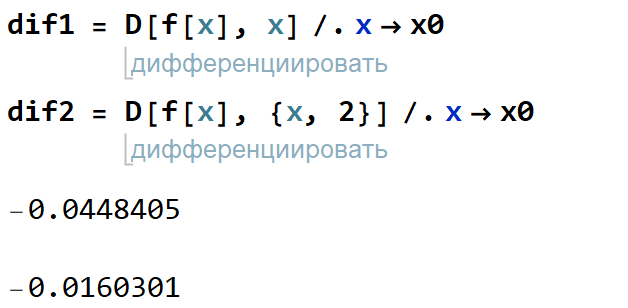 dif1 = D[f[x], x] /. x → x0
дифференциировать
dif2 = D[f[x], {x, 2}] /. x → x0
дифференциировать
-0.0448405
-0.0160301